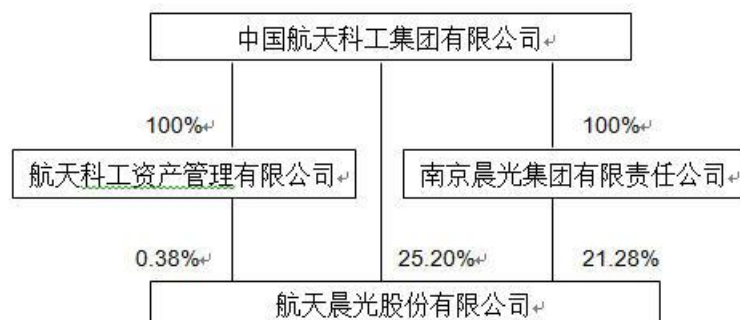 中国航天科工集团有限公司
100% 100%
航天科工资产管理有限公司 南京晨光集团有限责任公司
0.38% 25.20% 21.28%
航天晨光股份有限公司